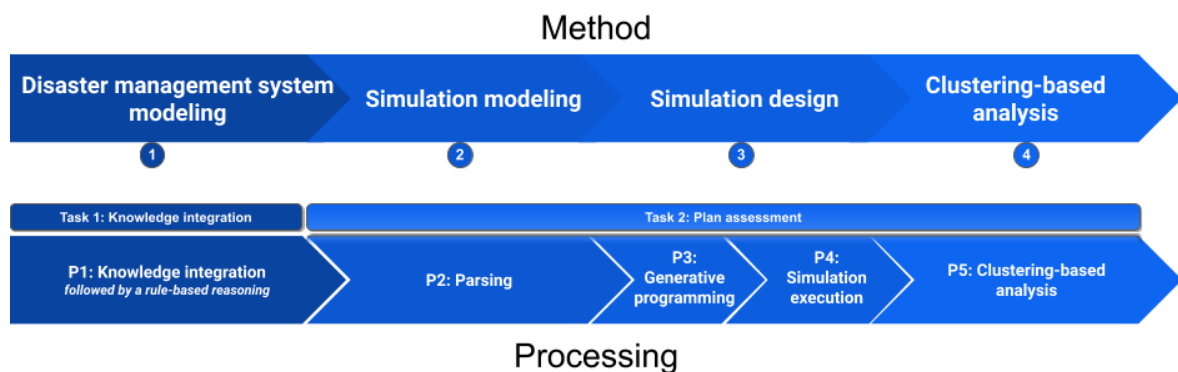 Method
Disaster management system
modeling
Simulation modeling
Simulation design
Clustering-based
analysis
1
2
3
4
Task 1: Knowledge integration
Task 2: Plan assessment
P1: Knowledge integration
followed by a rule-based reasoning
P2: Parsing
P3:
Generative
programming
P4:
Simulation
execution
P5: Clustering-based
analysis
Processing